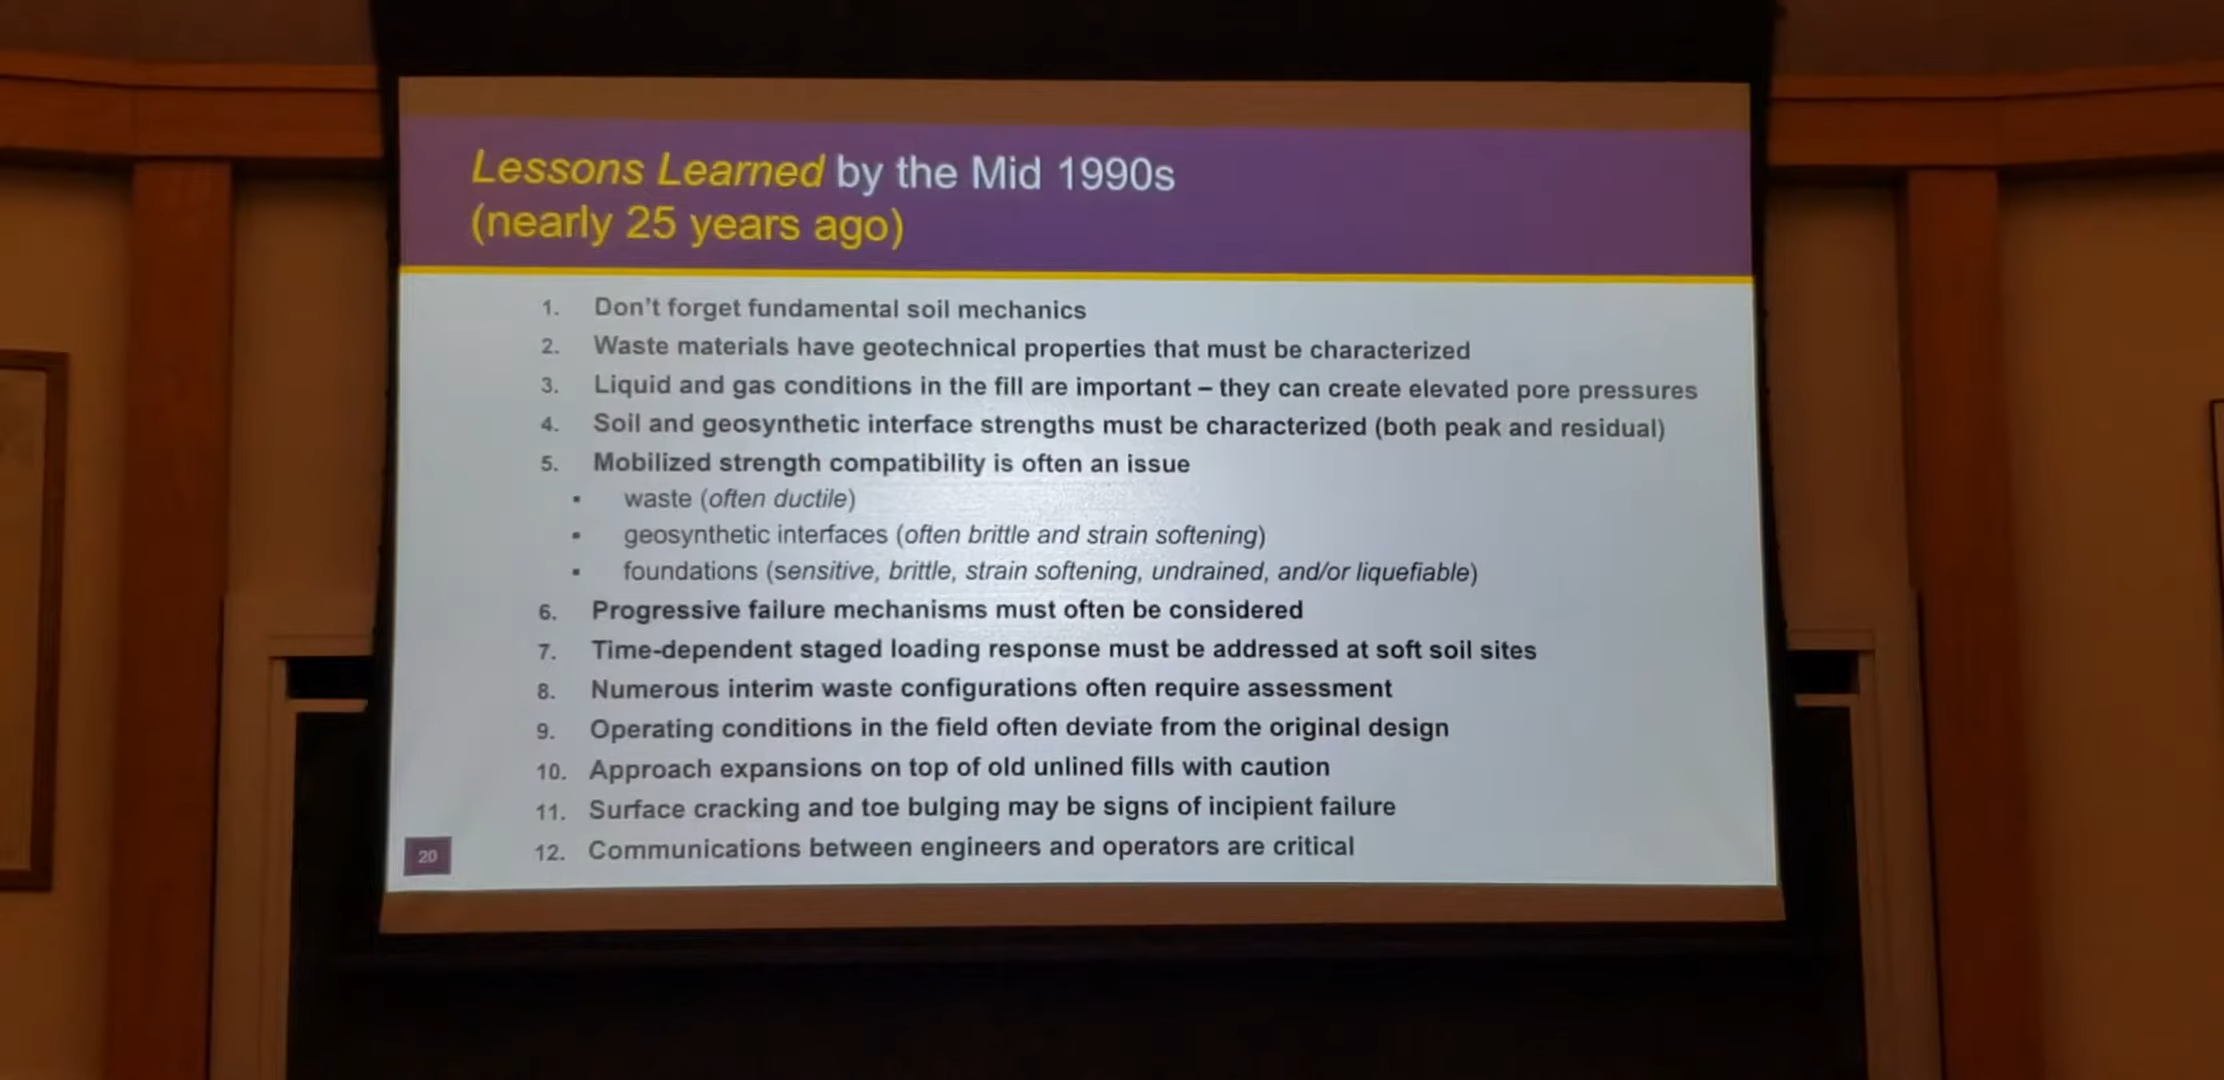 Lessons Learned by the Mid 1990s
(nearly 25 years ago)
1. Don't forget fundamental soil mechanics
2. Waste materials have geotechnical properties that must be characterized
3. Liquid and gas conditions in the fill are important – they can create elevated pore pressures
4. Soil and geosynthetic interface strengths must be characterized (both peak and residual)
5. Mobilized strength compatibility is often an issue
▪ waste (often ductile)
▪ geosynthetic interfaces (often brittle and strain softening)
▪ foundations (sensitive, brittle, strain softening, undrained, and/or liquefiable)
6. Progressive failure mechanisms must often be considered
7. Time-dependent staged loading response must be addressed at soft soil sites
8. Numerous interim waste configurations often require assessment
9. Operating conditions in the field often deviate from the original design
10. Approach expansions on top of old unlined fills with caution
11. Surface cracking and toe bulging may be signs of incipient failure
12. Communications between engineers and operators are critical
20